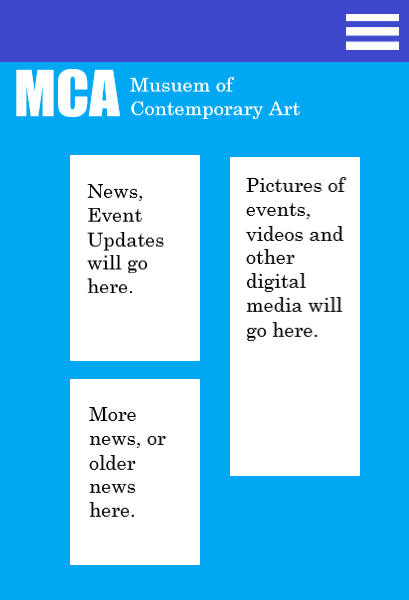 MCA
Musuem of
Contemporary Art
News,
Event
Updates
will go
here.
Pictures of
events,
videos and
other
digital
media will
go here.
More
news, or
older
news
here.